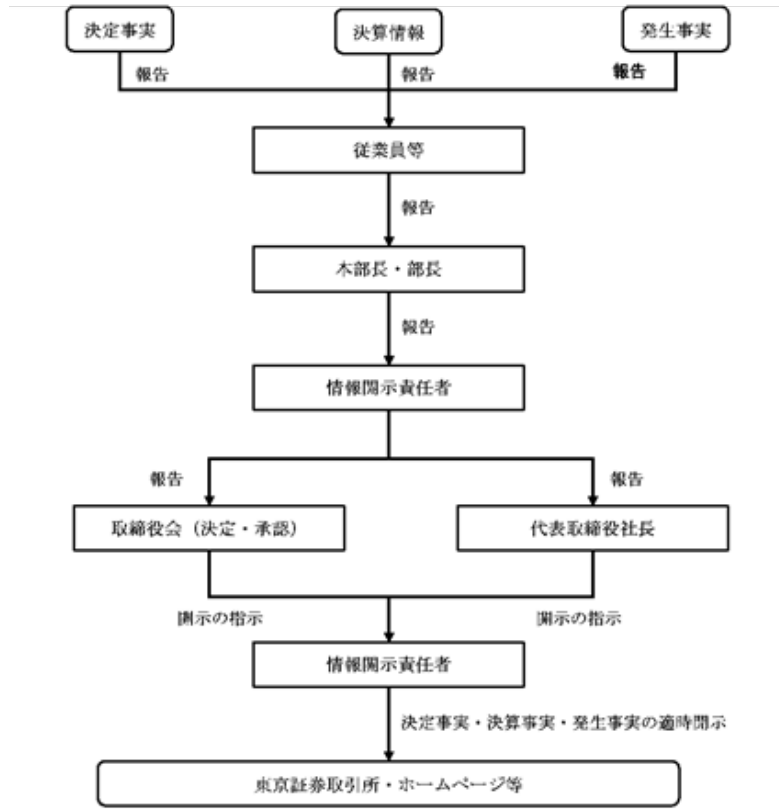 決定事実
決算情報
発生事実
報告
報告
報告
従業員等
報告
本部長・部長
報告
情報開示責任者
報告
報告
取締役会（決定・承認）
代表取締役社長
開示の指示
開示の指示
情報開示責任者
決定事実・決算事実・発生事実の適時開示
東京証券取引所・ホームページ等